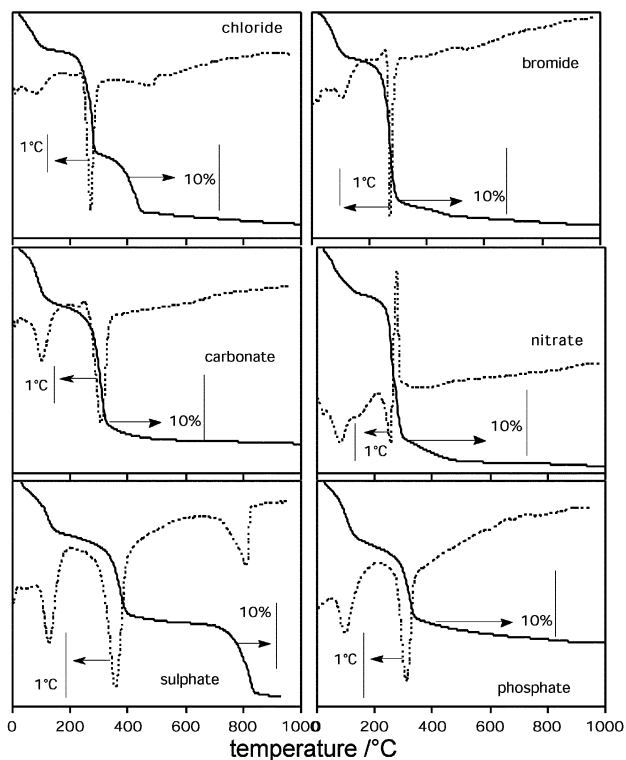 chloride
1°C
10%
bromide
1°C
10%
carbonate
1°C
10%
nitrate
1°C
10%
sulphate
1°C
10%
phosphate
1°C
10%
0 200 400 600 800 1000
0 200 400 600 800 1000
temperature /°C